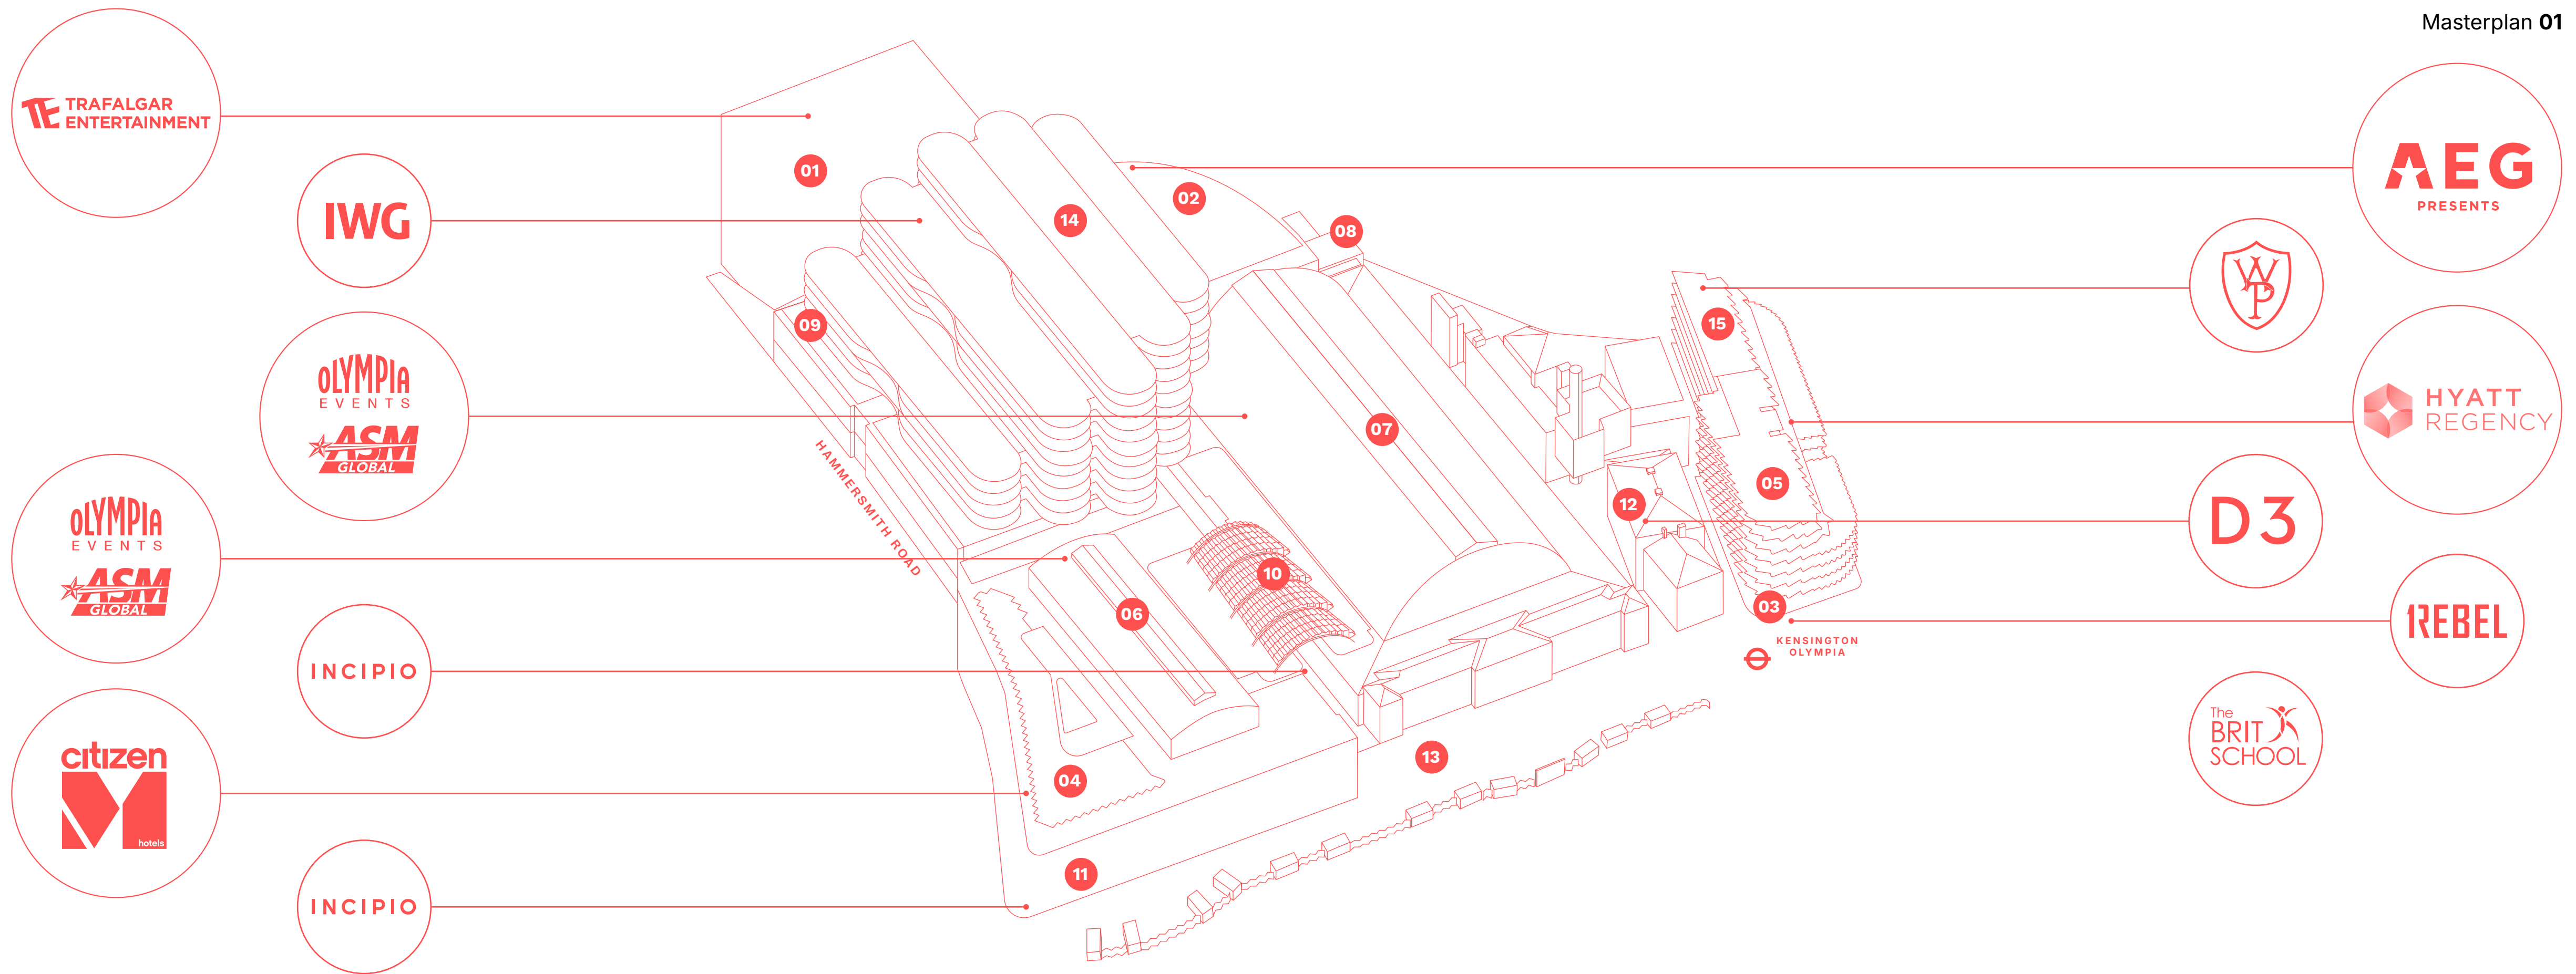 Masterplan 01
TRAFALGAR
ENTERTAINMENT
IWG
OLYMPIA
EVENTS
ASM
GLOBAL
OLYMPIA
EVENTS
ASM
GLOBAL
INCIPIO
citizen
M
hotels
INCIPIO
01
14
02
08
09
07
15
05
12
10
06
03
04
13
11
HAMMERSMITH ROAD
KENSINGTON
OLYMPIA
AEG
PRESENTS
WP
HYATT
REGENCY
D3
1REBEL
The
BRIT
SCHOOL